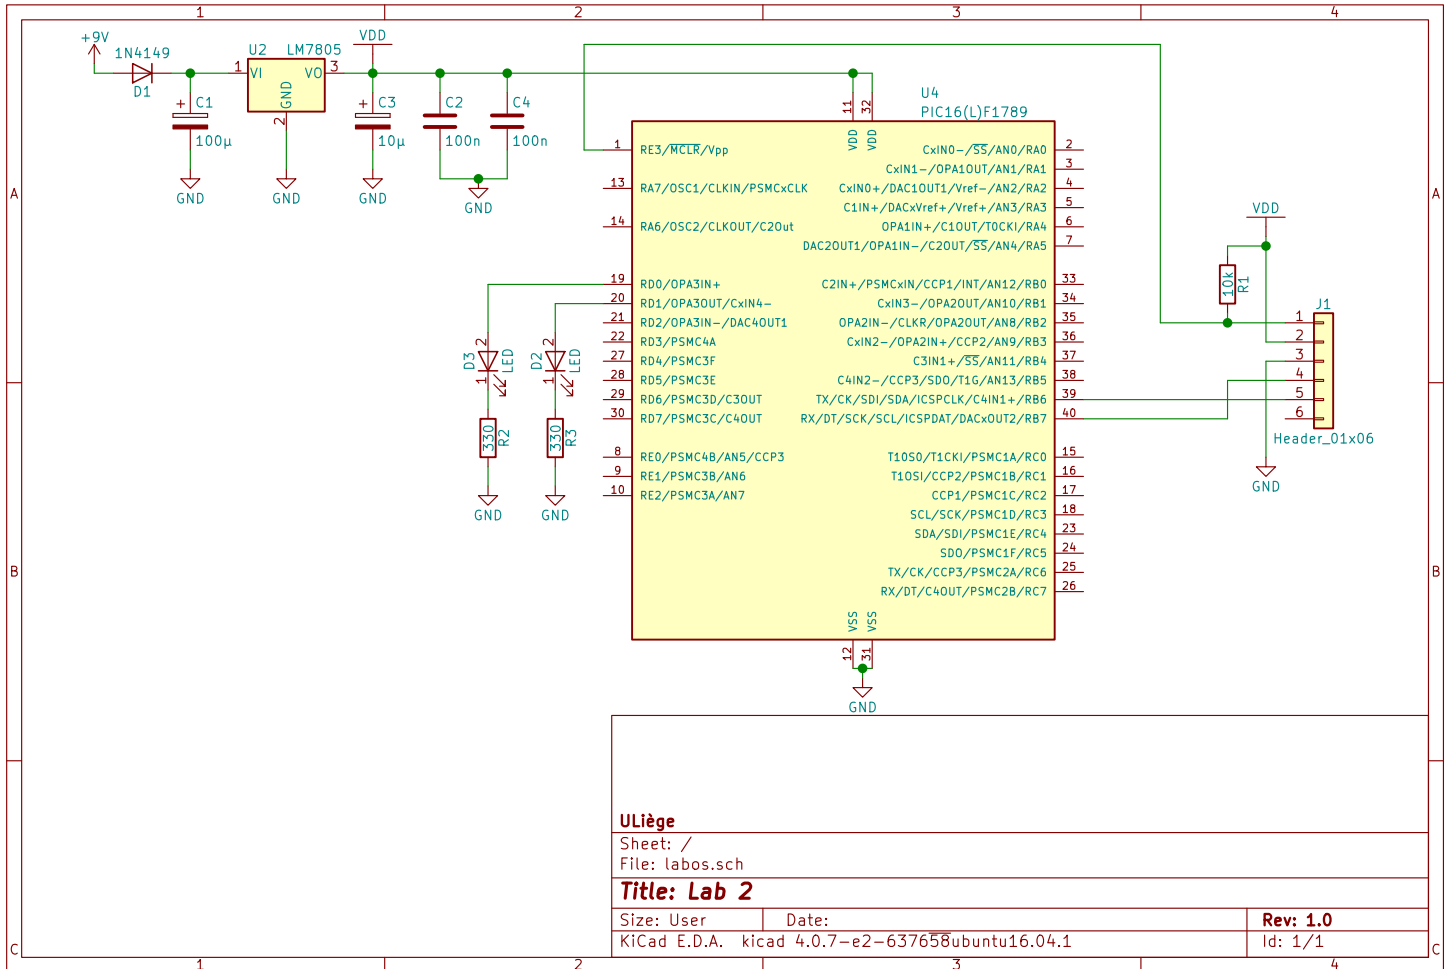 1 2 3 4
+9V
1N4149
D1
C1
100µ
GND
U2 LM7805
1 VI VO 3
GND
2
GND
VDD
C3
10µ
GND
C2
100n
C4
100n
GND
U4
PIC16(L)F1789
11 32
VDD VDD
1 RE3/MCLR/Vpp
13 RA7/OSC1/CLKIN/PSMCxCLK
14 RA6/OSC2/CLKOUT/C2Out
19 RD0/OPA3IN+
20 RD1/OPA3OUT/CxIN4-
21 RD2/OPA3IN-/DAC4OUT1
22 RD3/PSMC4A
27 RD4/PSMC3F
28 RD5/PSMC3E
29 RD6/PSMC3D/C3OUT
30 RD7/PSMC3C/C4OUT
8 RE0/PSMC4B/AN5/CCP3
9 RE1/PSMC3B/AN6
10 RE2/PSMC3A/AN7
CxIN0-/SS/AN0/RA0 2
CxIN1-/OPA1OUT/AN1/RA1 3
CxIN0+/DAC1OUT1/Vref-/AN2/RA2 4
C1IN+/DACxVref+/Vref+/AN3/RA3 5
OPA1IN+/C1OUT/T0CKI/RA4 6
DAC2OUT1/OPA1IN-/C2OUT/SS/AN4/RA5 7
C2IN+/PSMCxIN/CCP1/INT/AN12/RB0 33
CxIN3-/OPA2OUT/AN10/RB1 34
OPA2IN-/CLKR/OPA2OUT/AN8/RB2 35
CxIN2-/OPA2IN+/CCP2/AN9/RB3 36
C3IN1+/SS/AN11/RB4 37
C4IN2-/CCP3/SDO/T1G/AN13/RB5 38
TX/CK/SDI/SDA/ICSPCLK/C4IN1+/RB6 39
RX/DT/SCK/SCL/ICSPDAT/DACxOUT2/RB7 40
T1OSO/T1CKI/PSMC1A/RC0 15
T1OSI/CCP2/PSMC1B/RC1 16
CCP1/PSMC1C/RC2 17
SCL/SCK/PSMC1D/RC3 18
SDA/SDI/PSMC1E/RC4 23
SDO/PSMC1F/RC5 24
TX/CK/CCP3/PSMC2A/RC6 25
RX/DT/C4OUT/PSMC2B/RC7 26
VSS VSS
12 31
GND
D3
2
1
LED
330
R2
GND
D2
2
1
LED
330
R3
GND
VDD
10k
R1
J1
1
2
3
4
5
6
Header_01x06
GND
A A
B B
C C
ULiège
Sheet: /
File: labos.sch
Title: Lab 2
Size: User Date: Rev: 1.0
KiCad E.D.A. kicad 4.0.7-e2-637658ubuntu16.04.1 Id: 1/1
1 2 3 4